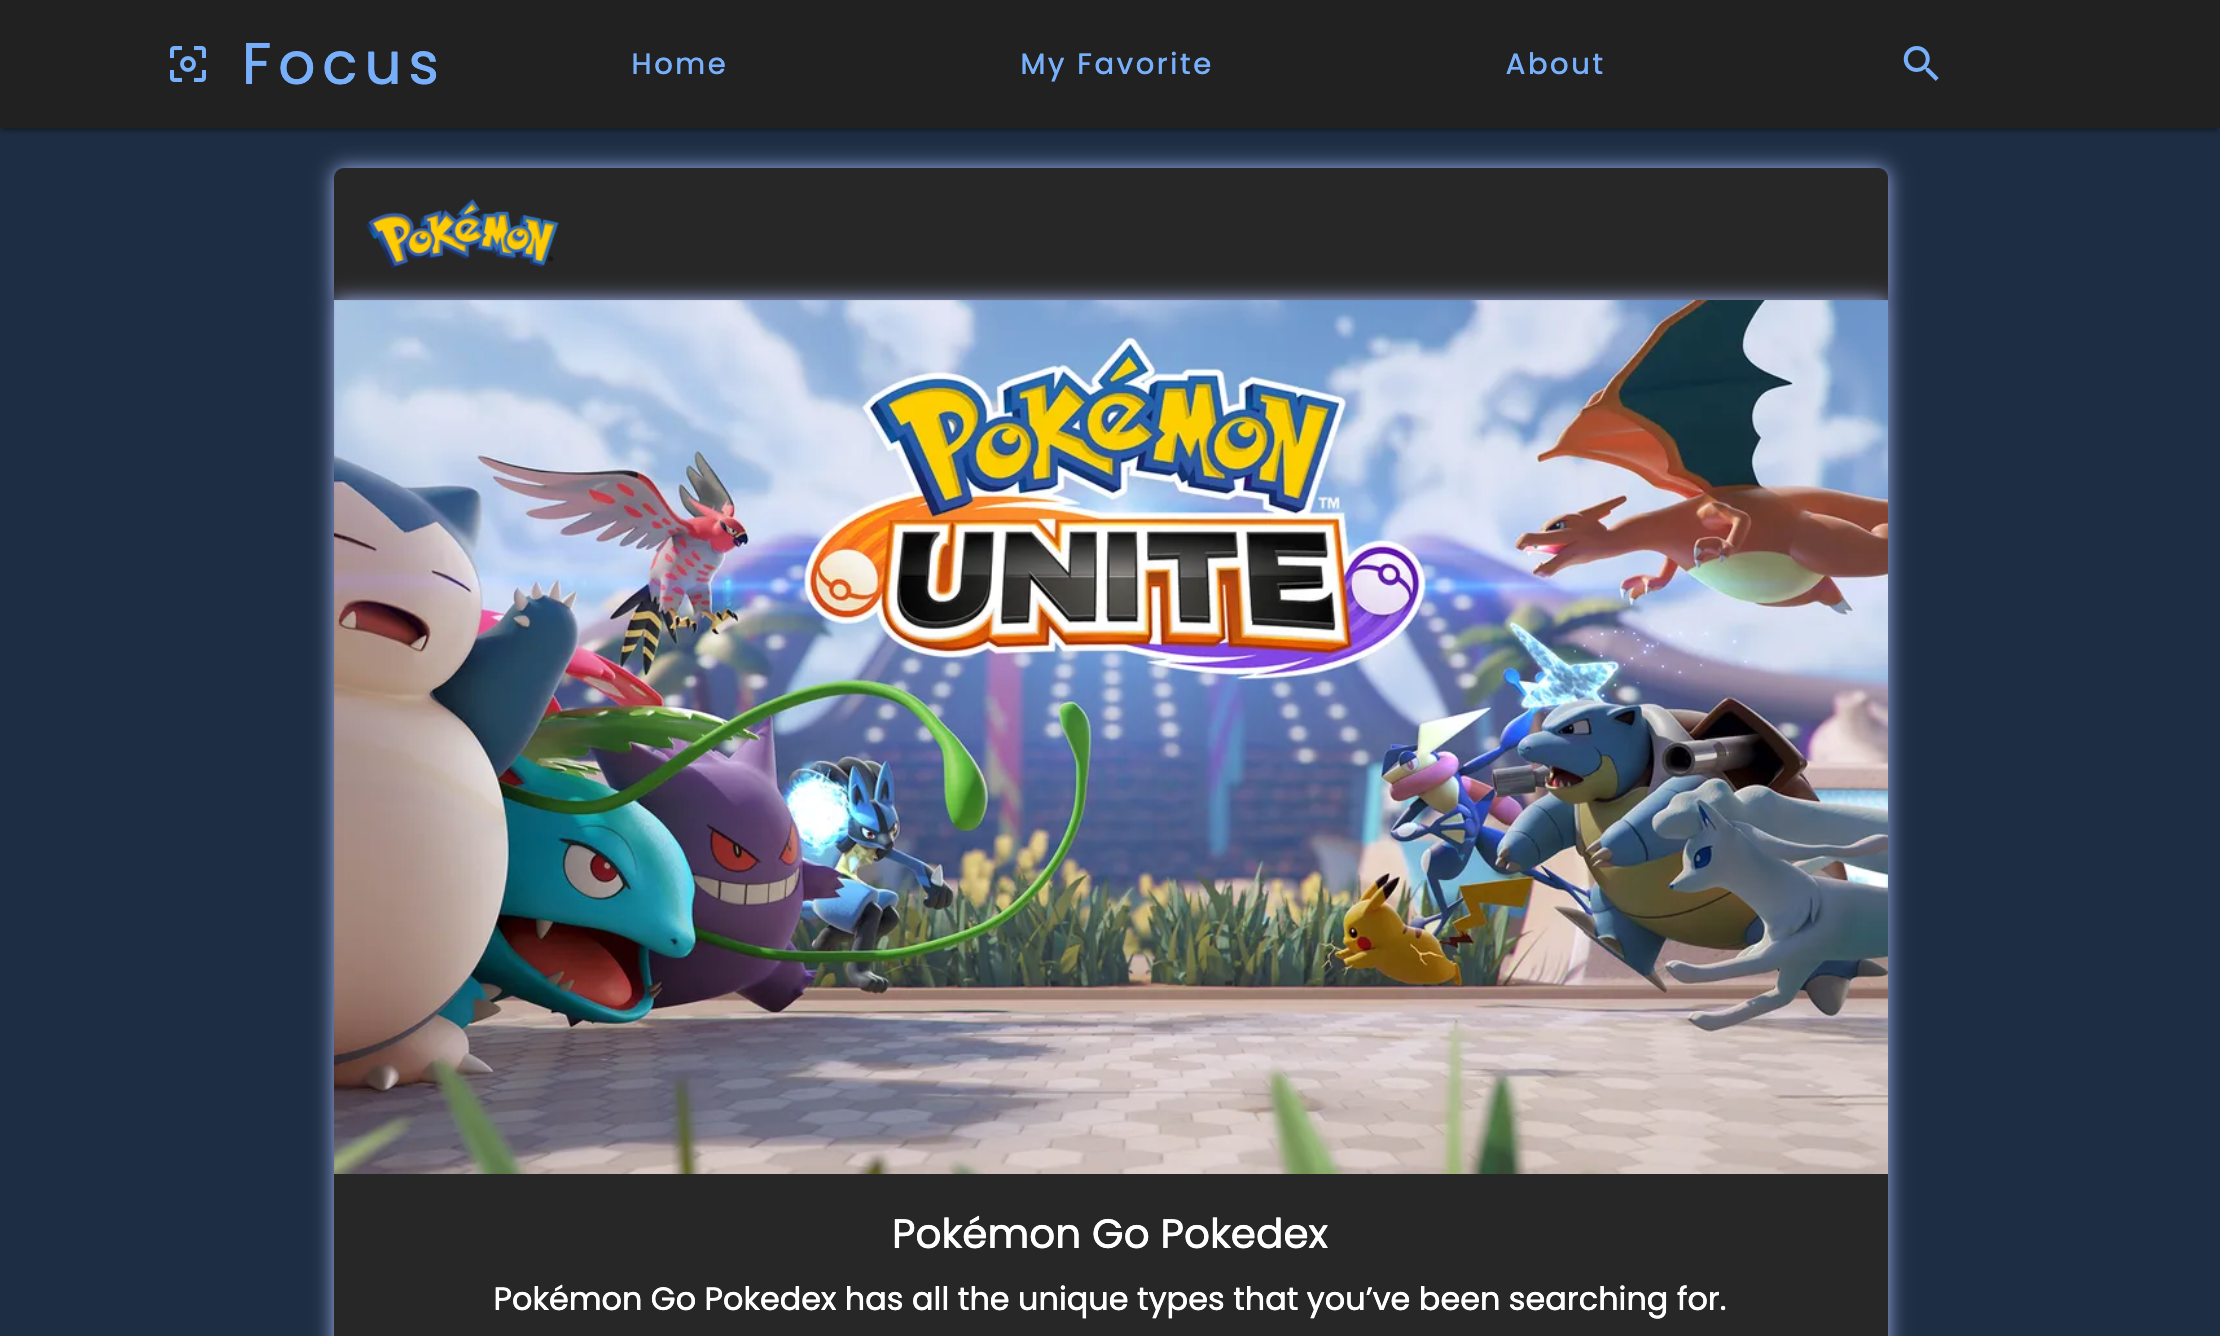 Focus
Home
My Favorite
About
POKéMON
POKéMON
TM
UNITE
Pokémon Go Pokedex
Pokémon Go Pokedex has all the unique types that you’ve been searching for.